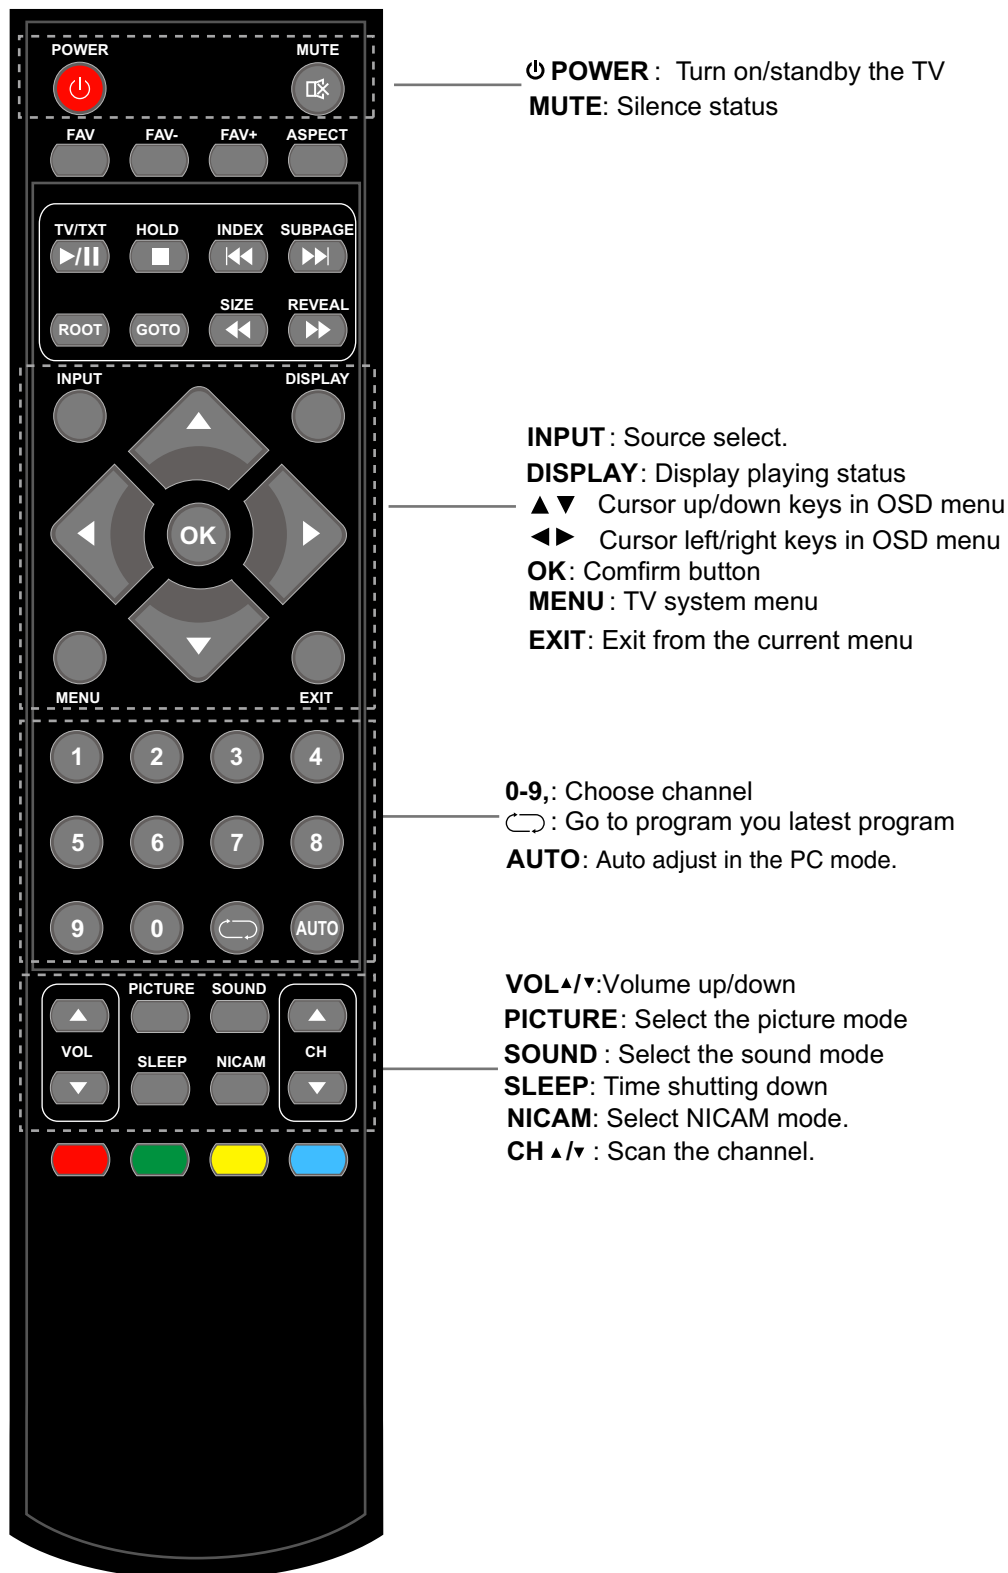 POWER MUTE
FAV FAV- FAV+ ASPECT
TV/TXT HOLD INDEX SUBPAGE
SIZE REVEAL
ROOT GOTO
INPUT DISPLAY
OK
MENU EXIT
1 2 3 4
5 6 7 8
9 0 AUTO
PICTURE SOUND
VOL CH
SLEEP NICAM
POWER : Turn on/standby the TV
MUTE: Silence status
INPUT : Source select.
DISPLAY: Display playing status
▲▼ Cursor up/down keys in OSD menu
◀▶ Cursor left/right keys in OSD menu
OK: Comfirm button
MENU : TV system menu
EXIT: Exit from the current menu
0-9,: Choose channel
: Go to program you latest program
AUTO: Auto adjust in the PC mode.
VOL▲/▼:Volume up/down
PICTURE: Select the picture mode
SOUND : Select the sound mode
SLEEP: Time shutting down
NICAM: Select NICAM mode.
CH ▲/▼ : Scan the channel.